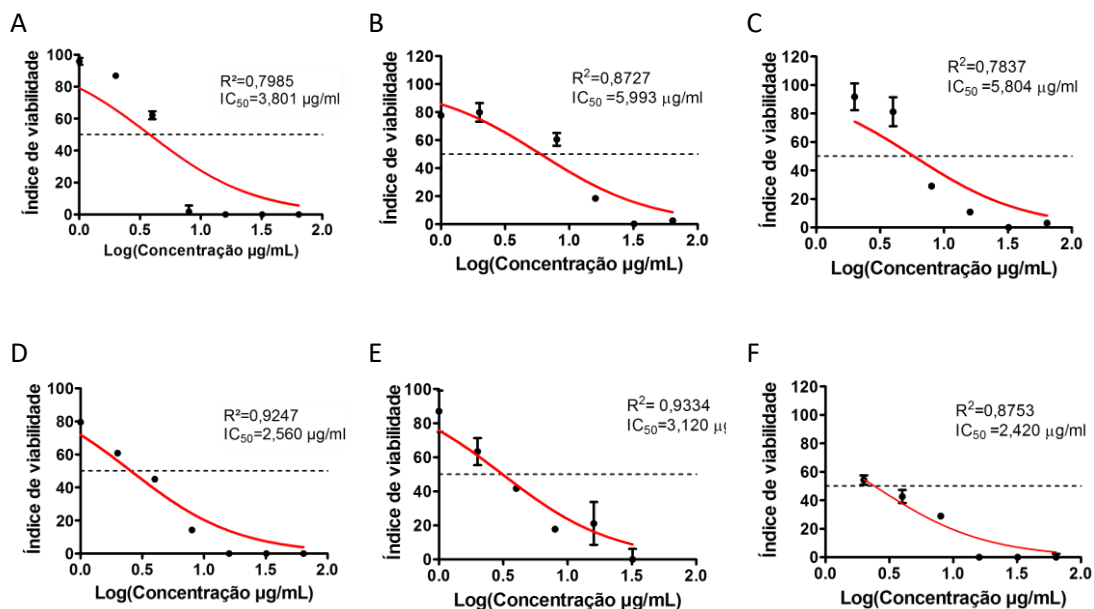 A
Índice de viabilidade
100
80
60
40
20
0
R²=0,7985
IC50=3,801 µg/ml
0.0 0.5 1.0 1.5 2.0
Log(Concentração µg/mL)
B
Índice de viabilidade
120
100
80
60
40
20
0
R2=0,8727
IC50 =5,993 µg/ml
0.0 0.5 1.0 1.5 2.0
Log(Concentração µg/mL)
C
Índice de viabilidade
120
100
80
60
40
20
0
R2=0,7837
IC50 =5,804 µg/ml
0.0 0.5 1.0 1.5 2.0
Log(Concentração µg/mL)
D
Índice de viabilidade
100
80
60
40
20
0
R²=0,9247
IC50=2,560 µg/ml
0.0 0.5 1.0 1.5 2.0
Log(Concentração µg/mL)
E
Índice de viabilidade
100
80
60
40
20
0
R2= 0,9334
IC50=3,120 µg
0.0 0.5 1.0 1.5 2.0
Log(Concentração µg/mL)
F
Índice de viabilidade
120
100
80
60
40
20
0
R2=0,8753
IC50 =2,420 µg/ml
0.0 0.5 1.0 1.5 2.0
Log(Concentração µg/mL)